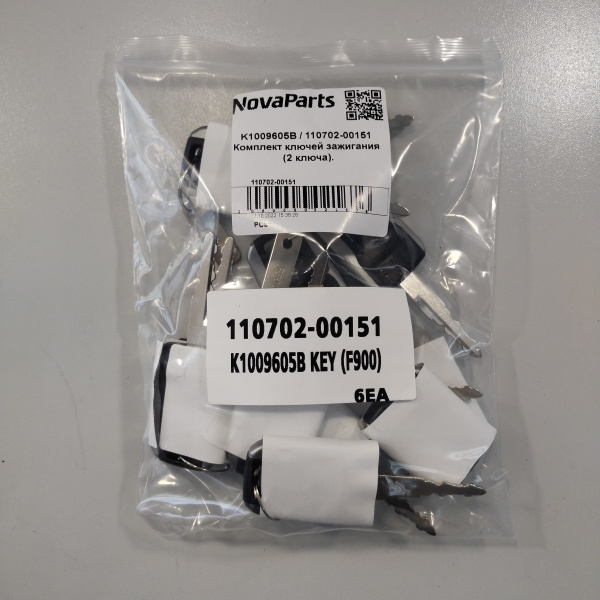 NovaParts
K1009605B / 110702-00151
Комплект ключей зажигания
(2 ключа).
110702-00151
110702-00151
K1009605B KEY (F900)
6EA